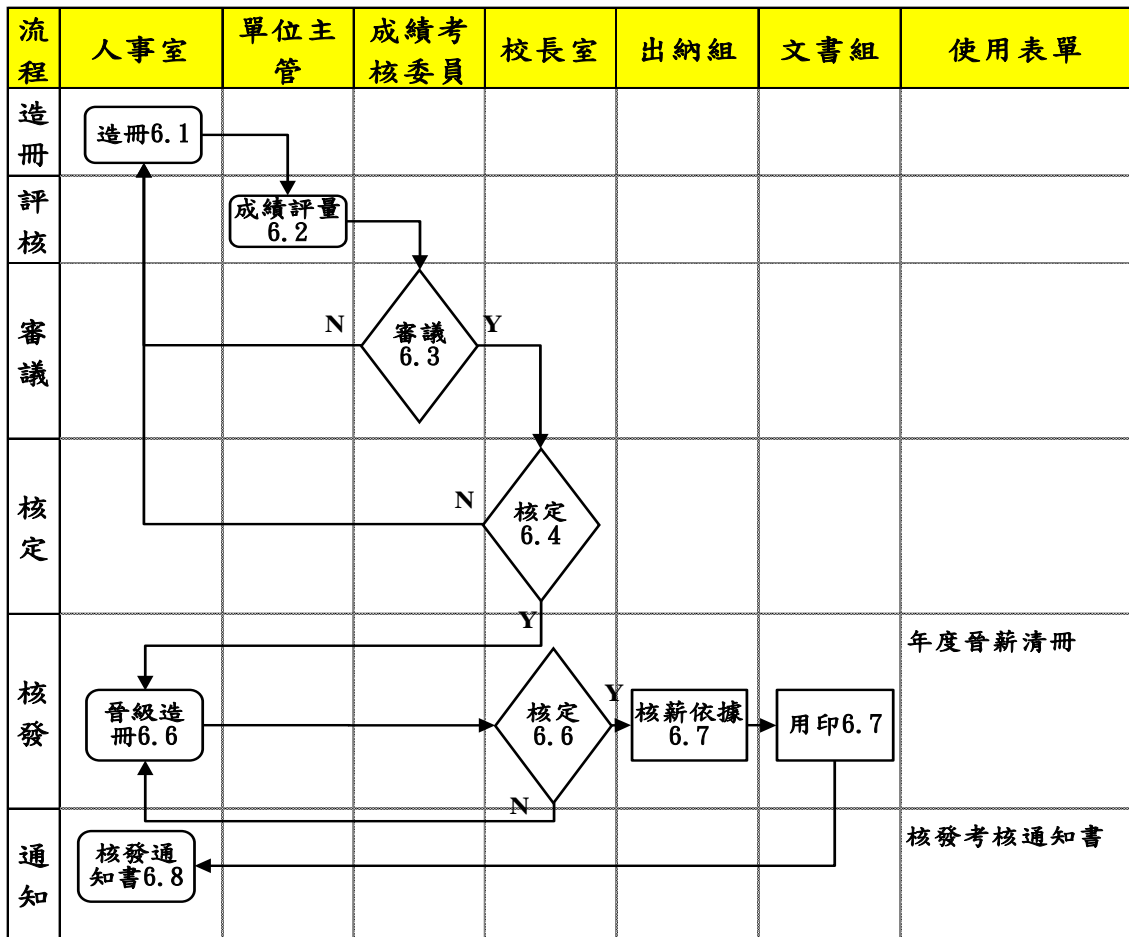 流程
人事室
單位主管
成績考核委員
校長室
出納組
文書組
使用表單
造冊
造冊6.1
評核
成績評量
6.2
審議
N
審議
6.3
Y
核定
N
核定
6.4
Y
核發
年度晉薪清冊
晉級造
冊6.6
核定
6.6
Y
核薪依據
6.7
用印6.7
N
通知
核發通
知書6.8
核發考核通知書